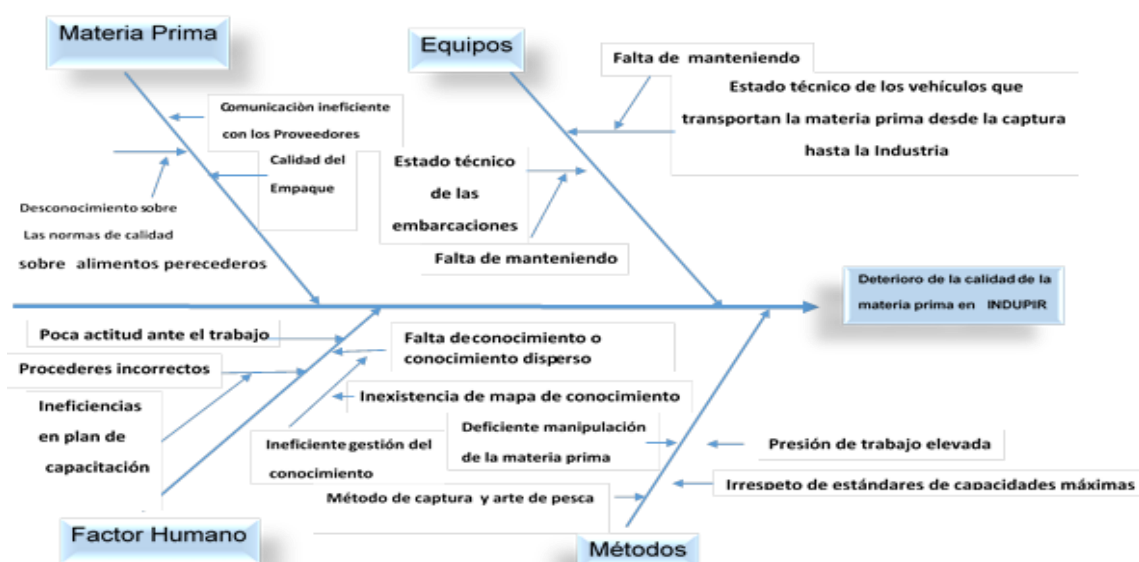 Materia Prima
Equipos
Falta de manteniendo
Estado técnico de los vehículos que
transportan la materia prima desde la captura
hasta la Industria
Comunicaciòn ineficiente
con los Proveedores
Calidad del
Empaque
Estado técnico
de las
embarcaciones
Desconocimiento sobre
Las normas de calidad
sobre alimentos perecederos
Falta de manteniendo
Deterioro de la calidad de la
materia prima en INDUPIR
Poca actitud ante el trabajo
Falta deconocimiento o
conocimiento disperso
Procederes incorrectos
Inexistencia de mapa de conocimiento
Ineficiencias
en plan de
capacitación
Ineficiente gestión del
conocimiento
Deficiente manipulación
de la materia prima
Presión de trabajo elevada
Método de captura y arte de pesca
Irrespeto de estándares de capacidades máximas
Factor Humano
Métodos